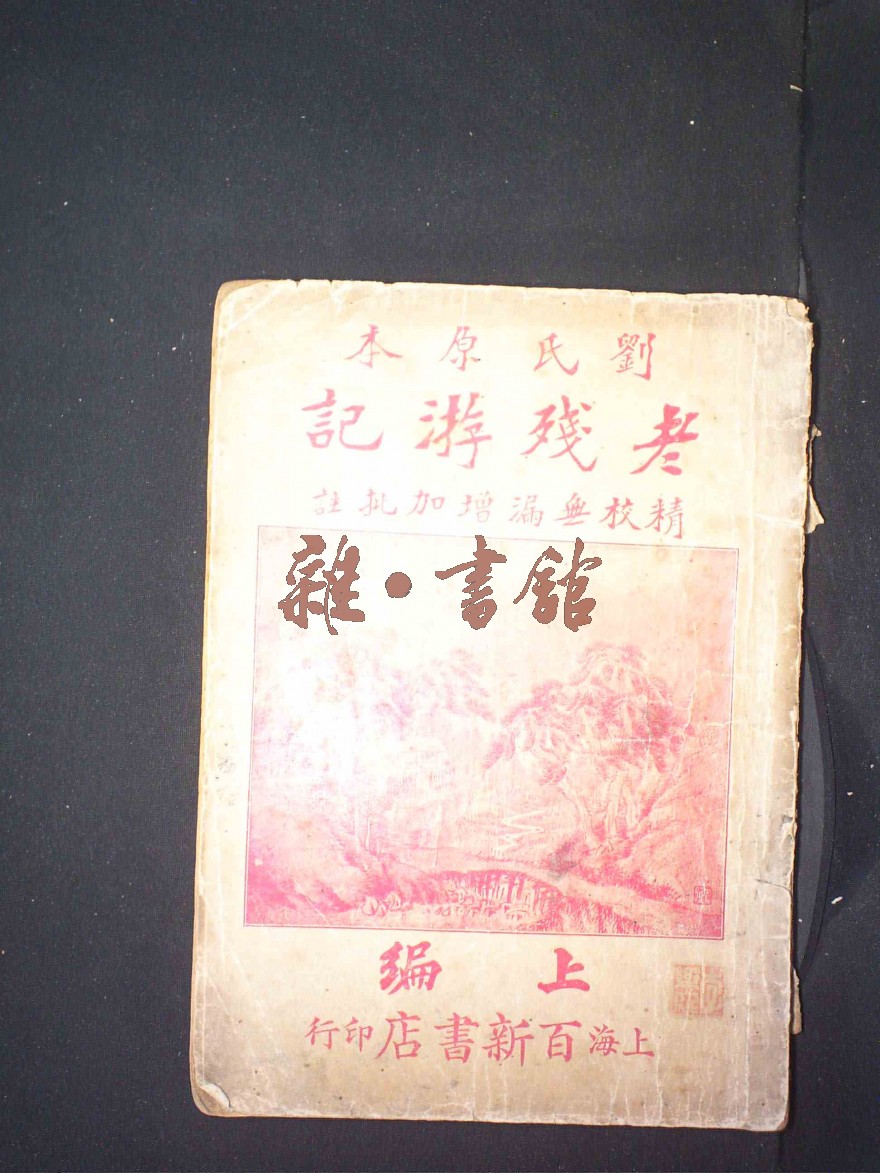 劉氏原本
老殘游記
精校無漏增加批註
雜·書館
上編
上海百新書店印行